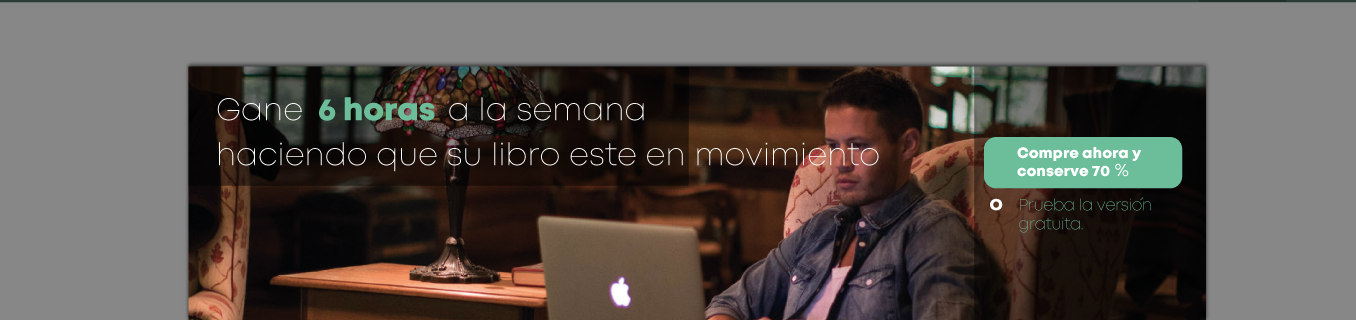 Gane 6 horas a la semana
haciendo que su libro este en movimiento
Compre ahora y
conserve 70 %
Prueba la versión
gratuita.